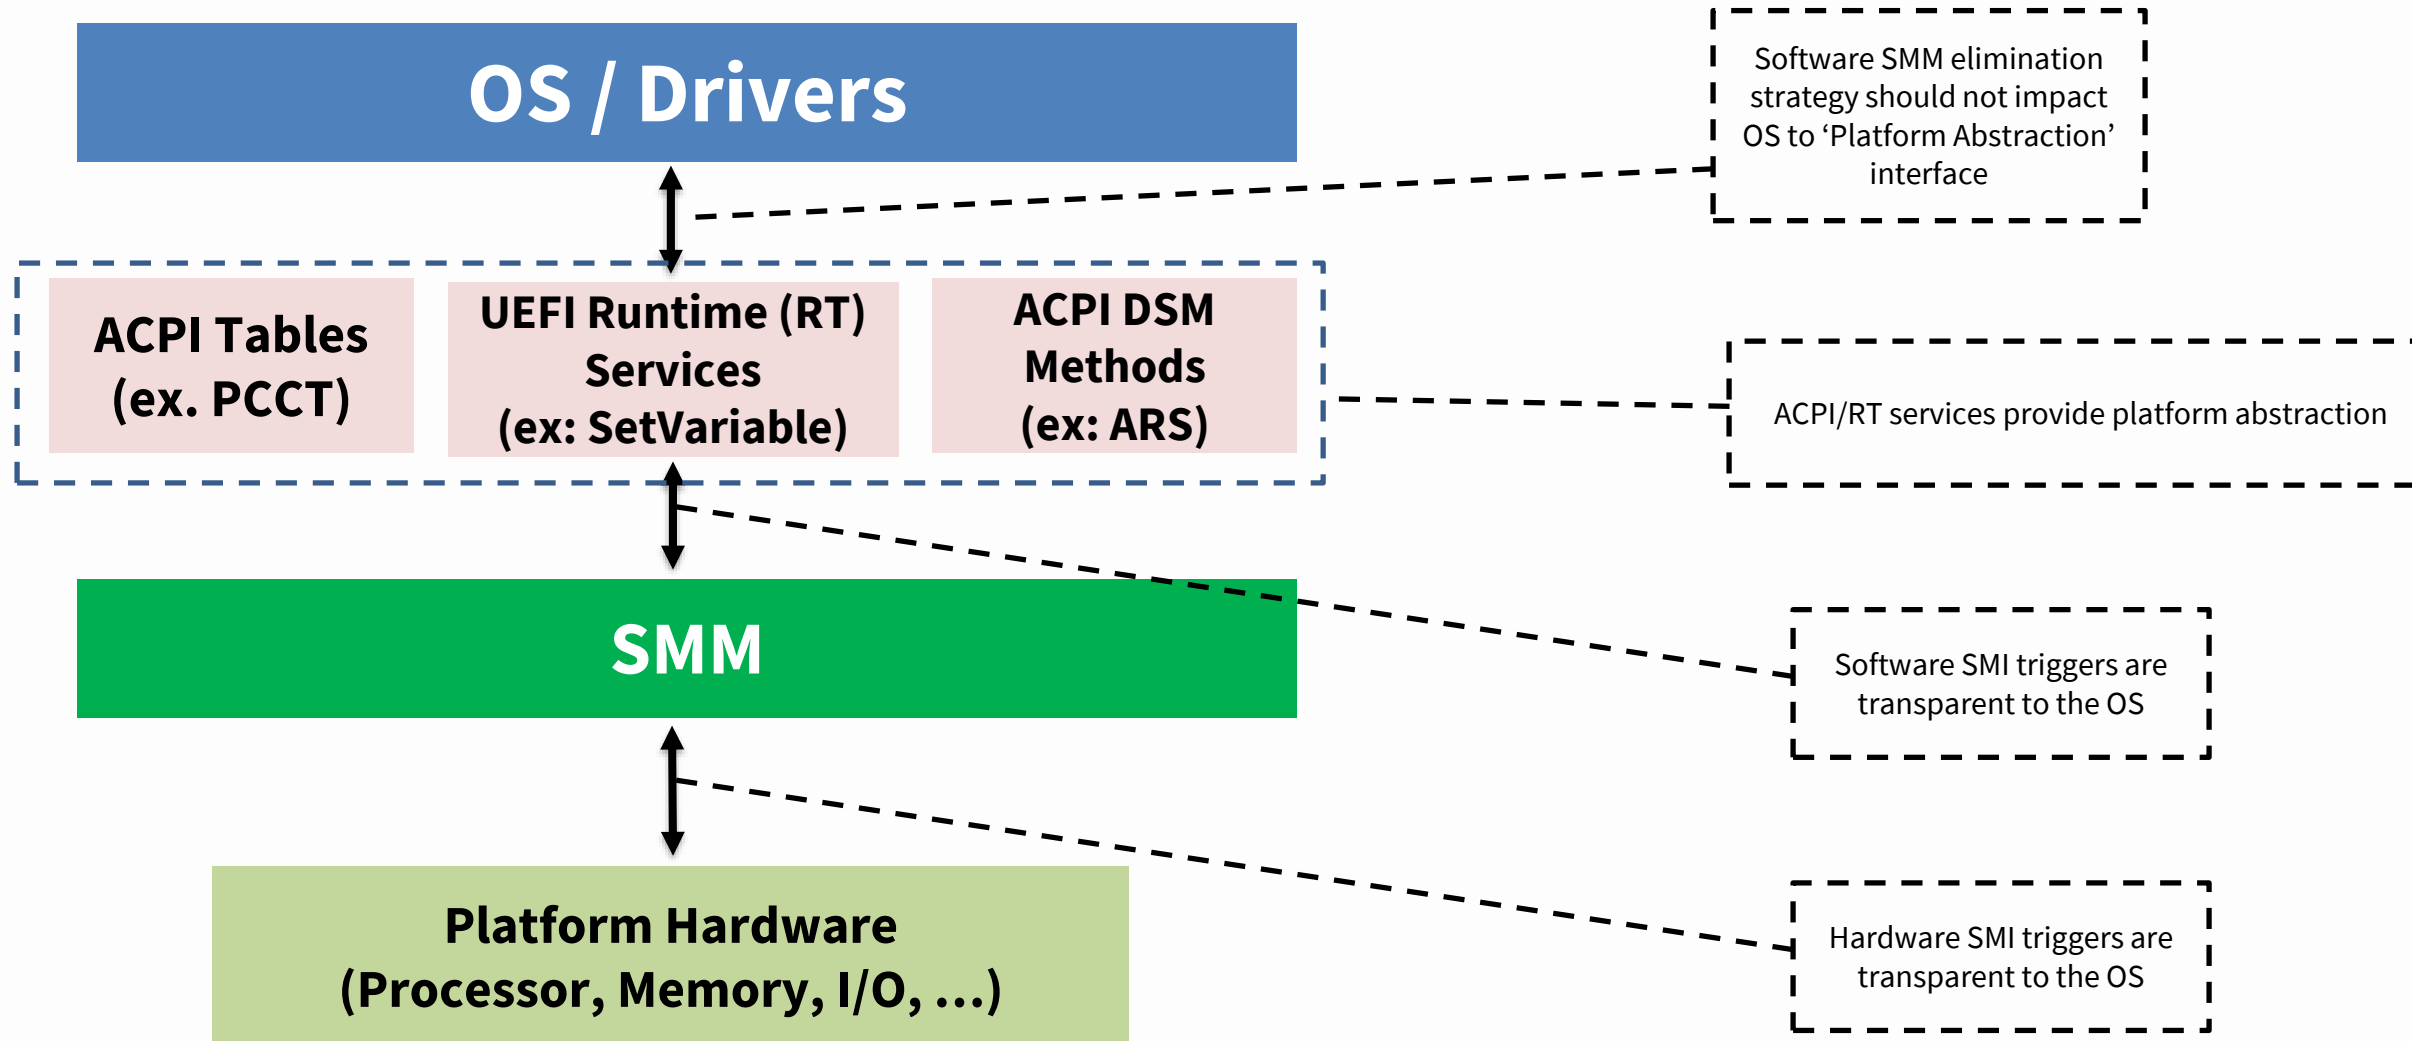 OS / Drivers
Software SMM elimination
strategy should not impact
OS to ‘Platform Abstraction’
interface
ACPI Tables
(ex. PCCT)
UEFI Runtime (RT)
Services
(ex: SetVariable)
ACPI DSM
Methods
(ex: ARS)
ACPI/RT services provide platform abstraction
SMM
Software SMI triggers are
transparent to the OS
Platform Hardware
(Processor, Memory, I/O, …)
Hardware SMI triggers are
transparent to the OS